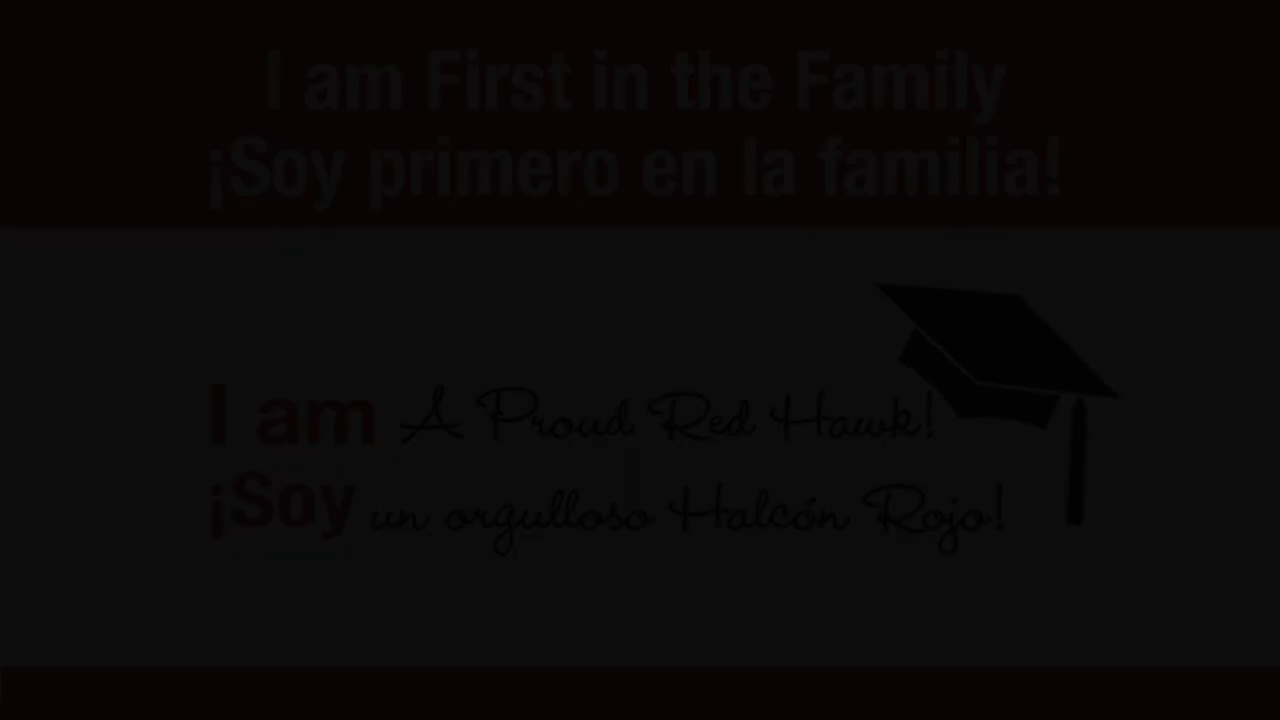 I am First in the Family
¡Soy primero en la familia!
I am A Proud Red Hawk!
¡Soy un orgulloso Halcón Rojo!